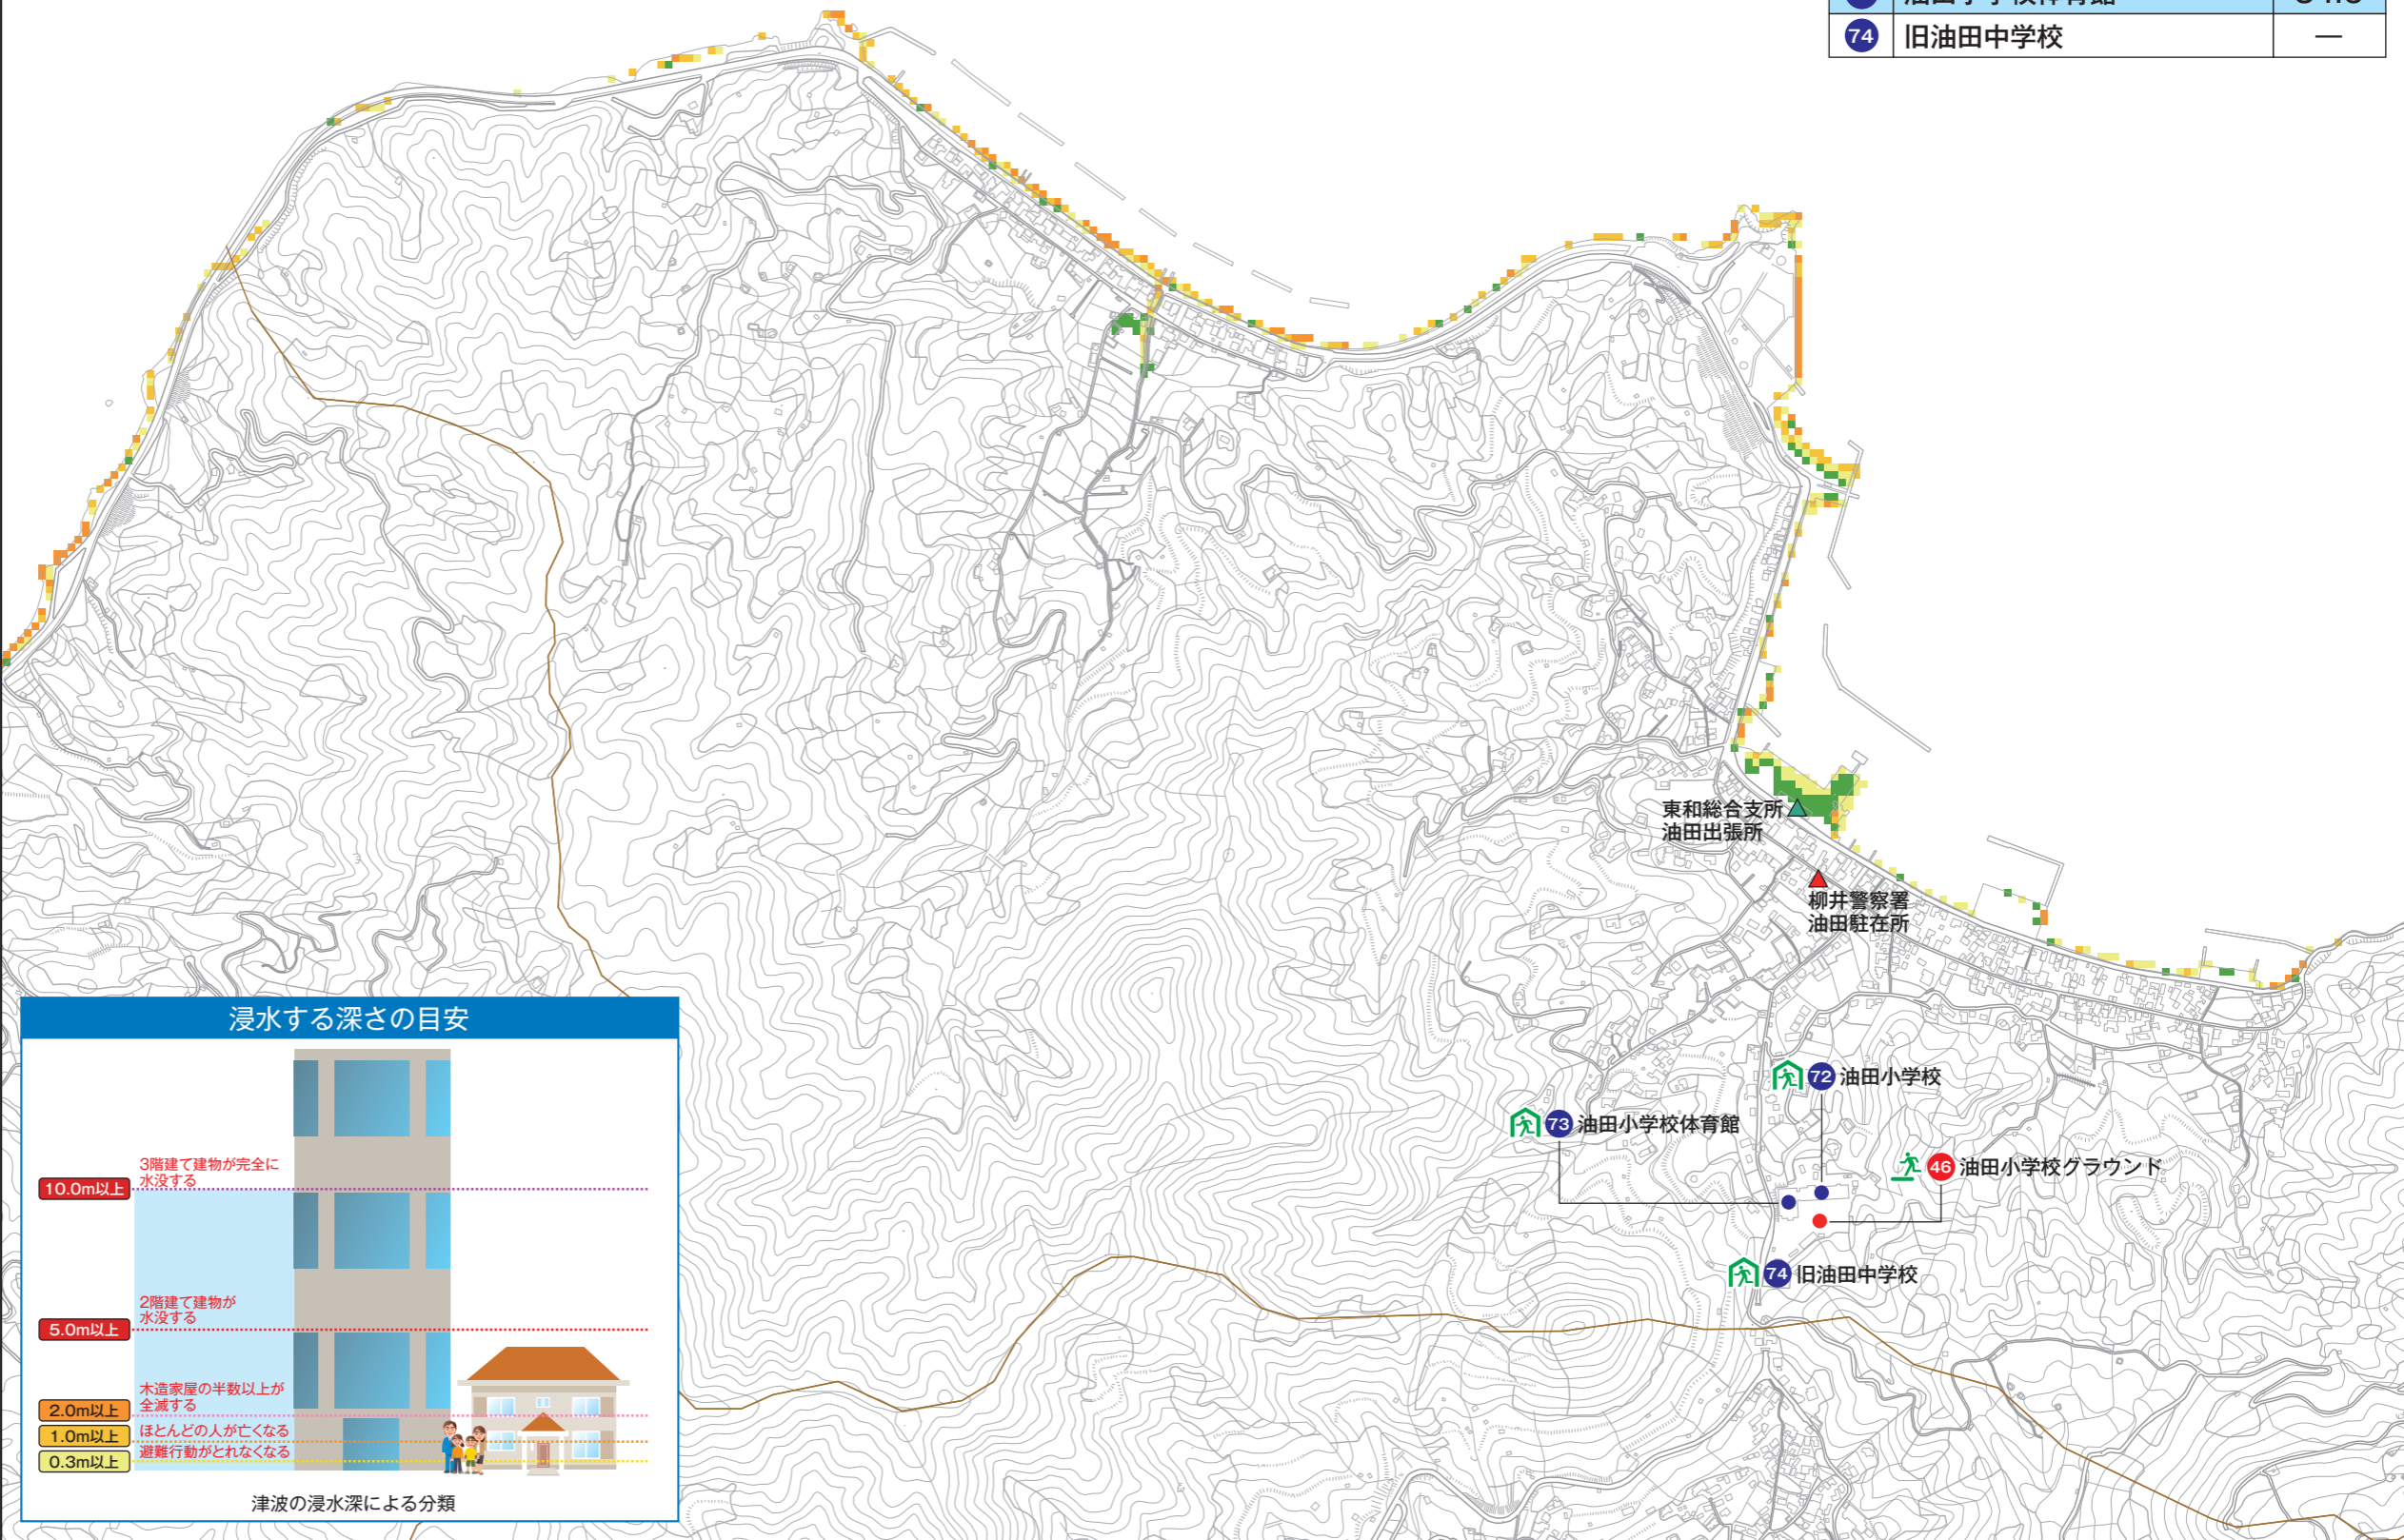 74 旧油田中学校 —
東和総合支所
油田出張所
柳井警察署
油田駐在所
72 油田小学校
73 油田小学校体育館
46 油田小学校グラウンド
74 旧油田中学校
浸水する深さの目安
3階建て建物が完全に
水没する
10.0m以上
2階建て建物が
水没する
5.0m以上
木造家屋の半数以上が
全滅する
2.0m以上
ほとんどの人が亡くなる
1.0m以上
避難行動がとれなくなる
0.3m以上
津波の浸水深による分類